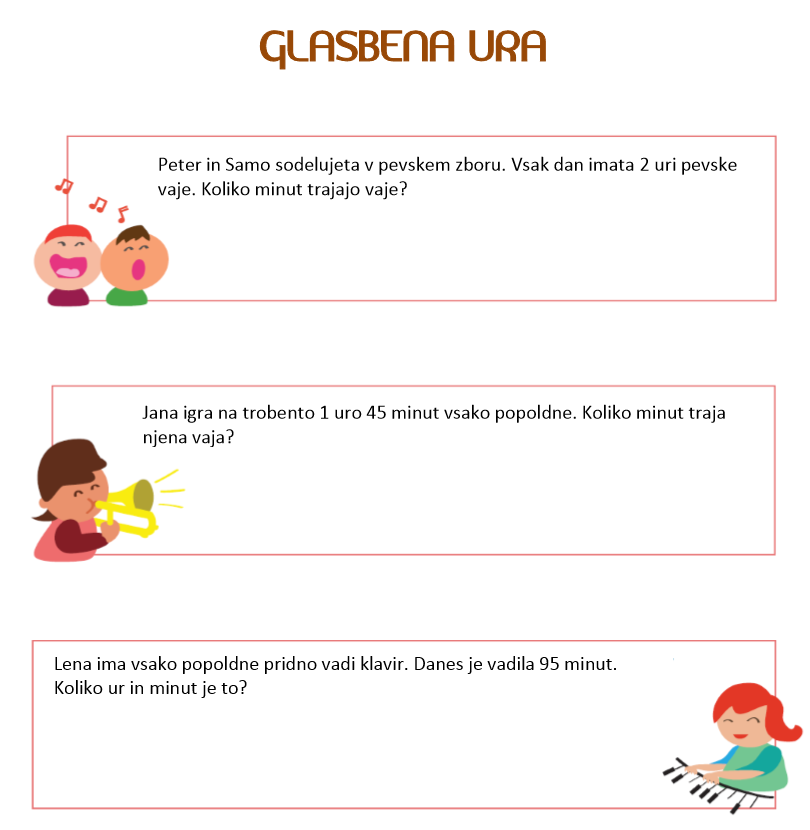 GLASBENA URA
Peter in Samo sodelujeta v pevskem zboru. Vsak dan imata 2 uri pevske
vaje. Koliko minut trajajo vaje?
Jana igra na trobento 1 uro 45 minut vsako popoldne. Koliko minut traja
njena vaja?
Lena ima vsako popoldne pridno vadi klavir. Danes je vadila 95 minut.
Koliko ur in minut je to?